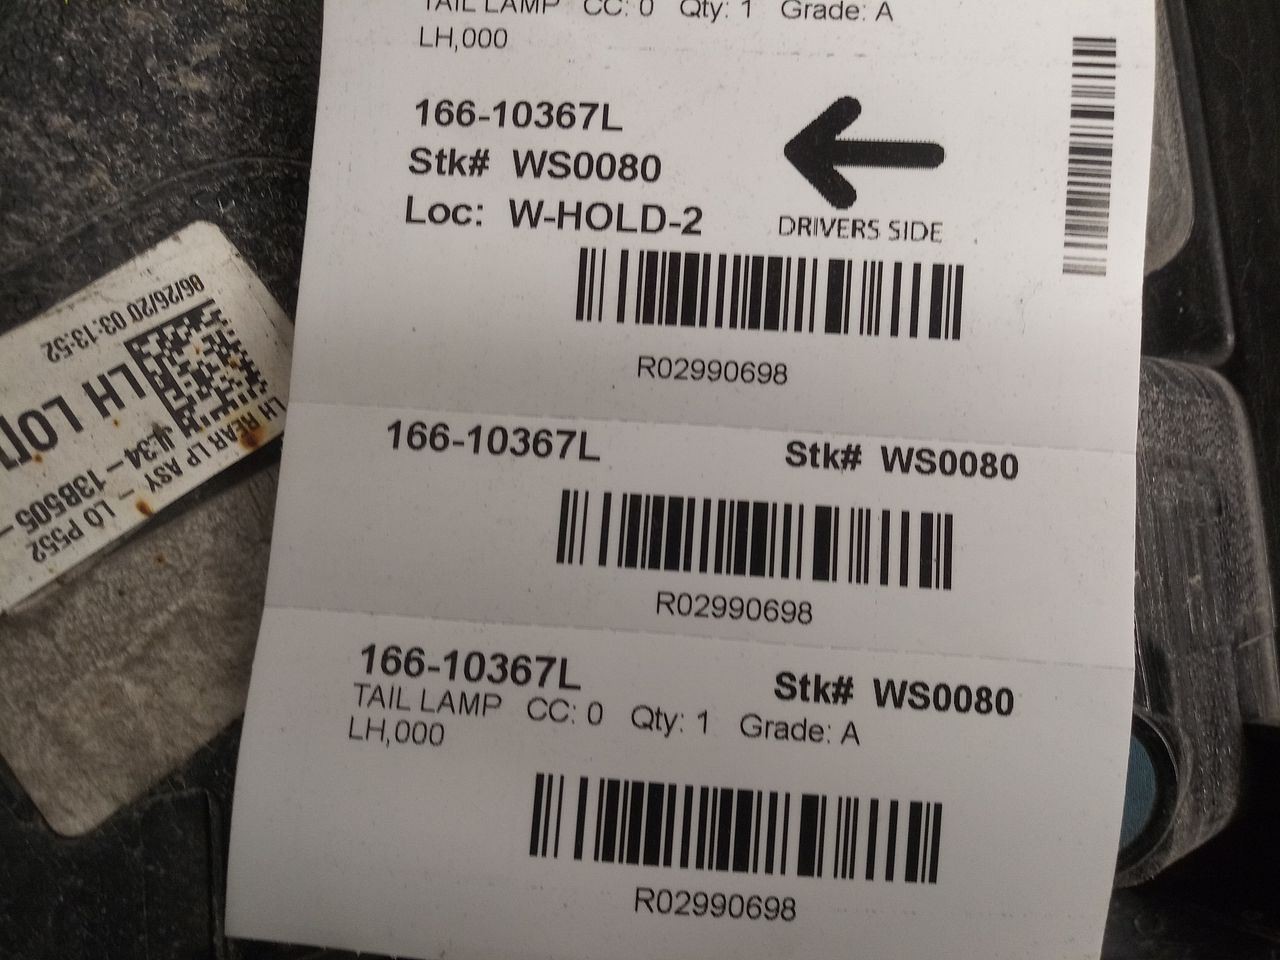 TAIL LAMP CC: 0 Qty: 1 Grade: A
LH,000
166-10367L
Stk# WS0080
Loc: W-HOLD-2
DRIVERS SIDE
R02990698
166-10367L Stk# WS0080
R02990698
166-10367L Stk# WS0080
TAIL LAMP CC: 0 Qty: 1 Grade: A
LH,000
R02990698
LO P552
JL34-13B505-
LH REAR LP ASY -
LH LO
06/26/20 03:13:52